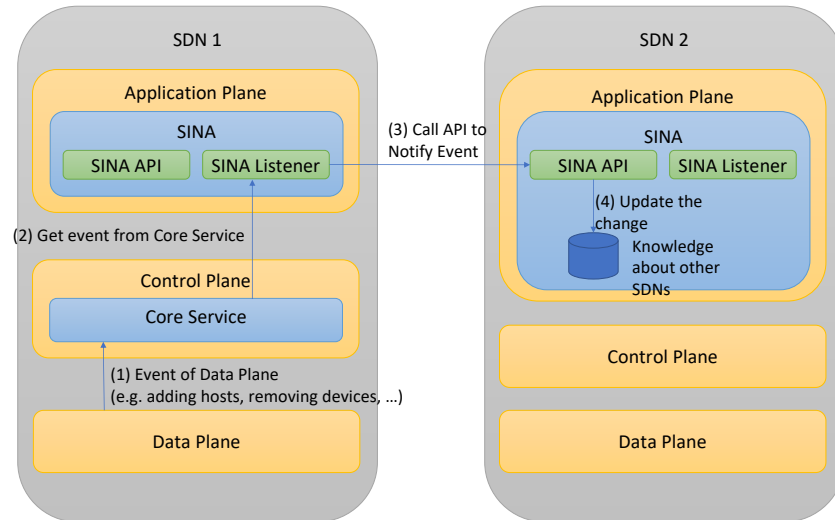 SDN 1
Application Plane
SINA
SINA API
SINA Listener
(2) Get event from Core Service
Control Plane
Core Service
(1) Event of Data Plane
(e.g. adding hosts, removing devices, …)
Data Plane
(3) Call API to
Notify Event
SDN 2
Application Plane
SINA
SINA API
SINA Listener
(4) Update the
change
Knowledge
about other
SDNs
Control Plane
Data Plane